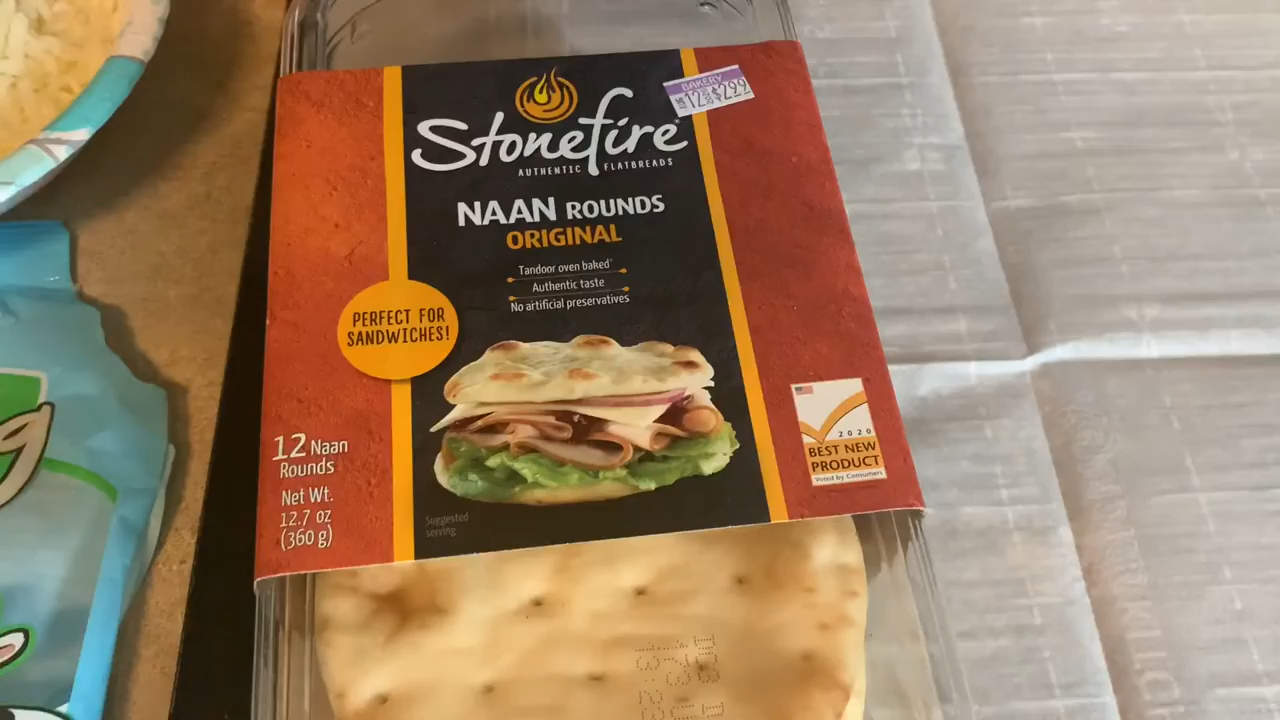 BAKERY
$2.99
Stonefire
AUTHENTIC FLATBREADS
NAAN ROUNDS
ORIGINAL
Tandoor oven baked*
Authentic taste
No artificial preservatives
PERFECT FOR
SANDWICHES!
12 Naan
Rounds
Net Wt.
12.7 oz
(360 g)
Suggested
serving
2020
BEST NEW
PRODUCT
Voted by Consumers